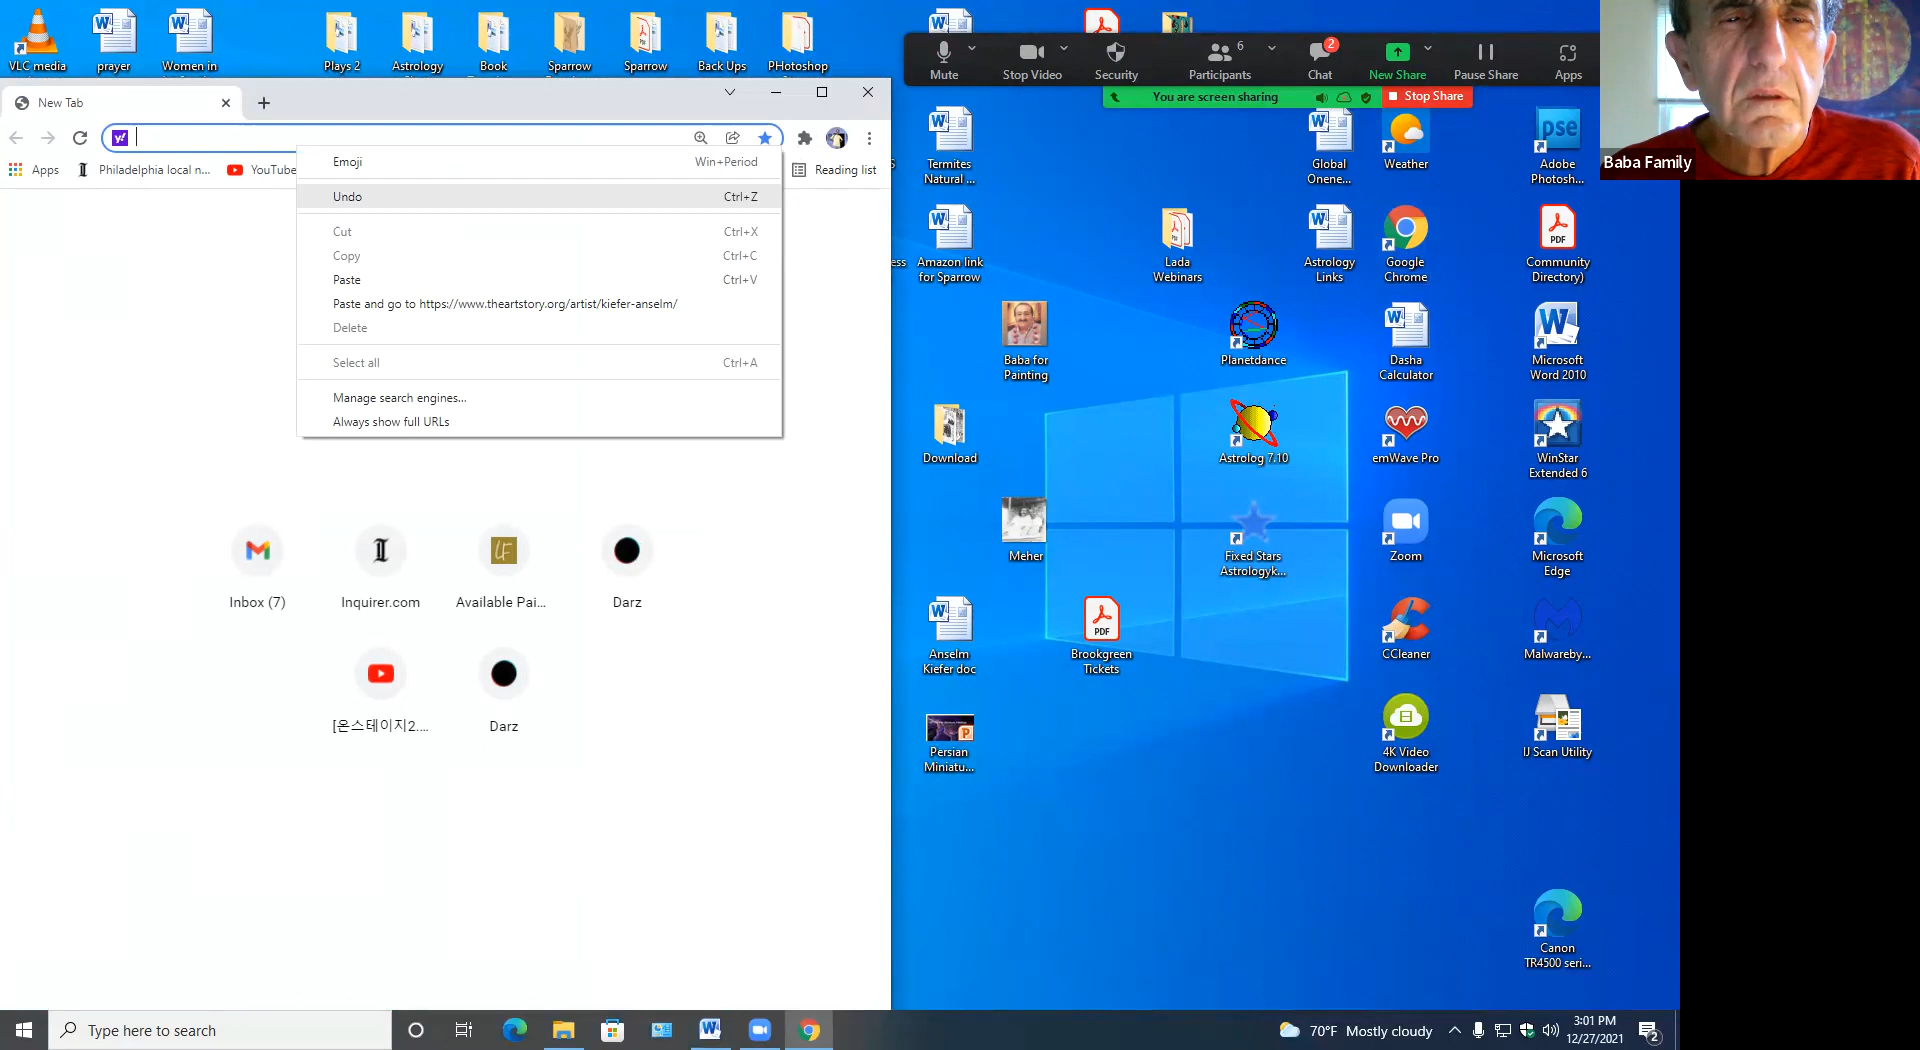 VLC media
prayer
Women in
Plays 2
Astrology
Book
Sparrow
Sparrow
Back Ups
PHotoshop
Mute
Stop Video
Security
Participants
6
Chat
2
New Share
Pause Share
Apps
You are screen sharing
Stop Share
Baba Family
New Tab
Apps
Philadelphia local n...
YouTube
Reading list
Emoji Win+Period
Undo Ctrl+Z
Cut Ctrl+X
Copy Ctrl+C
Paste Ctrl+V
Paste and go to https://www.theartstory.org/artist/kiefer-anselm/
Delete
Select all Ctrl+A
Manage search engines...
Always show full URLs
Inbox (7)
Inquirer.com
Available Pai...
Darz
[온스테이지2....
Darz
Termites
Natural ...
Global
Onene...
Weather
Adobe
Photosh...
ess
Amazon link
for Sparrow
Lada
Webinars
Astrology
Links
Google
Chrome
Community
Directory)
Baba for
Painting
Planetdance
Dasha
Calculator
Microsoft
Word 2010
Download
Astrolog 7.10
emWave Pro
WinStar
Extended 6
Meher
Fixed Stars
Astrologyk...
Zoom
Microsoft
Edge
Anselm
Kiefer doc
Brookgreen
Tickets
CCleaner
Malwareby...
Persian
Miniatu...
4K Video
Downloader
IJ Scan Utility
Canon
TR4500 seri...
Type here to search
70°F Mostly cloudy
3:01 PM
12/27/2021
2